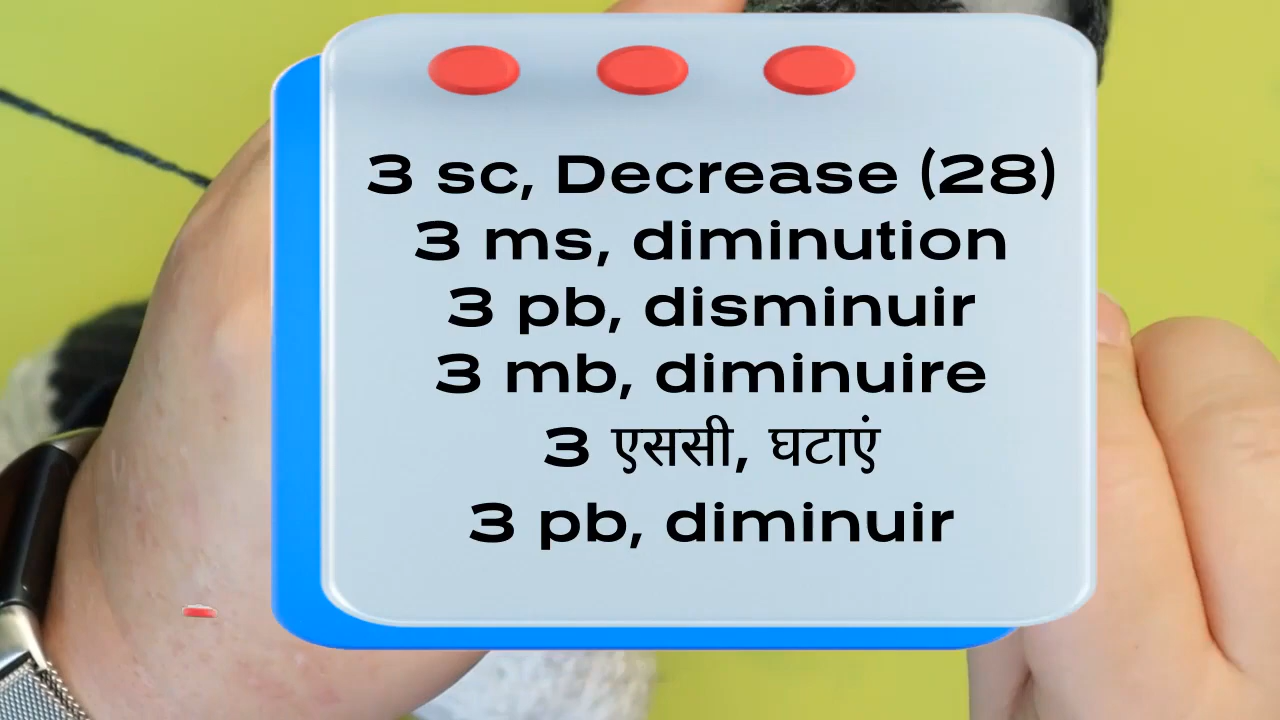 3 sc, Decrease (28)
3 ms, diminution
3 pb, disminuir
3 mb, diminuire
3 एससी, घटाएं
3 pb, diminuir